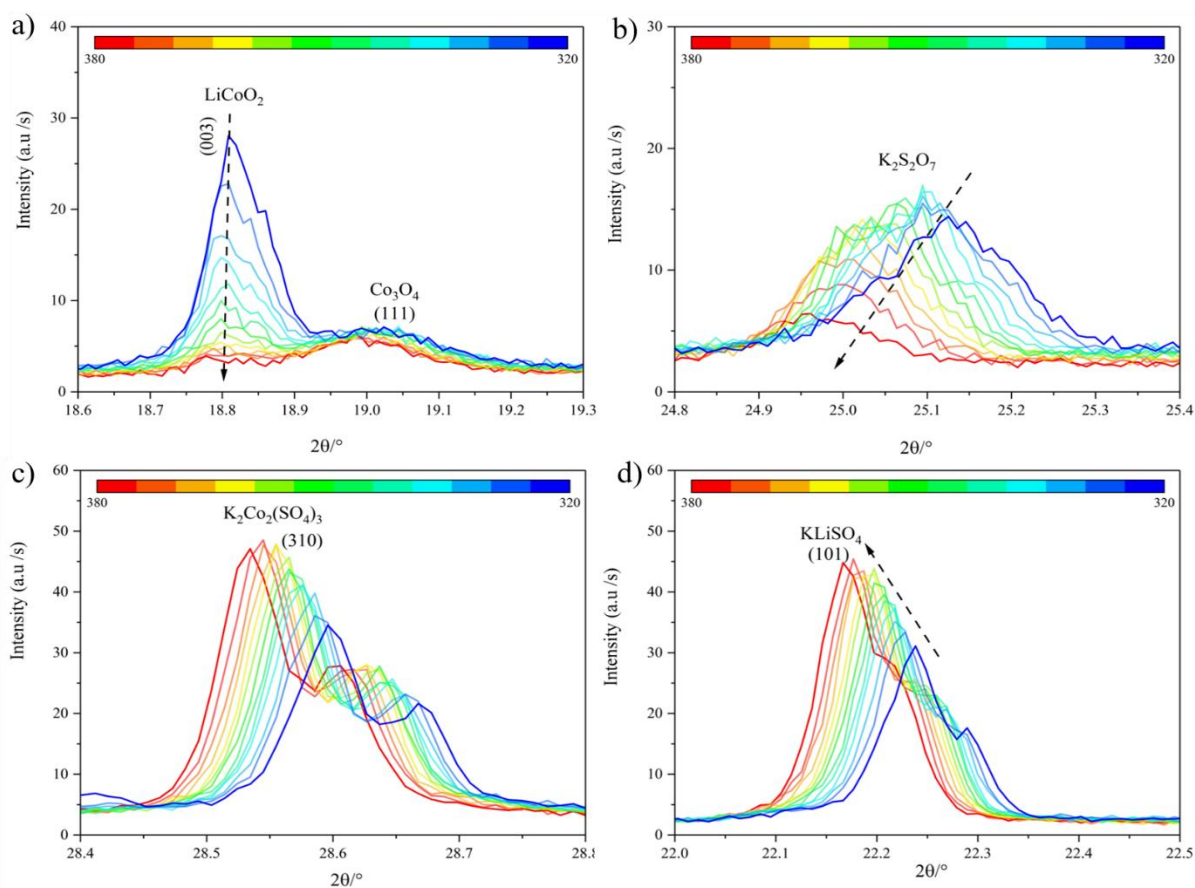 a)
40
30
20
10
0
Intensity (a.u /s)
380
320
LiCoO₂
(003)
Co₃O₄
(111)
18.6 18.7 18.8 18.9 19.0 19.1 19.2 19.3
2θ/°
b)
30
20
10
0
Intensity (a.u /s)
380
320
K₂S₂O₇
24.8 24.9 25.0 25.1 25.2 25.3 25.4
2θ/°
c)
60
50
40
30
20
10
0
Intensity (a.u /s)
380
320
K₂Co₂(SO₄)₃
(310)
28.4 28.5 28.6 28.7 28.8
2θ/°
d)
60
50
40
30
20
10
0
Intensity (a.u /s)
380
320
KLiSO₄
(101)
22.0 22.1 22.2 22.3 22.4 22.5
2θ/°